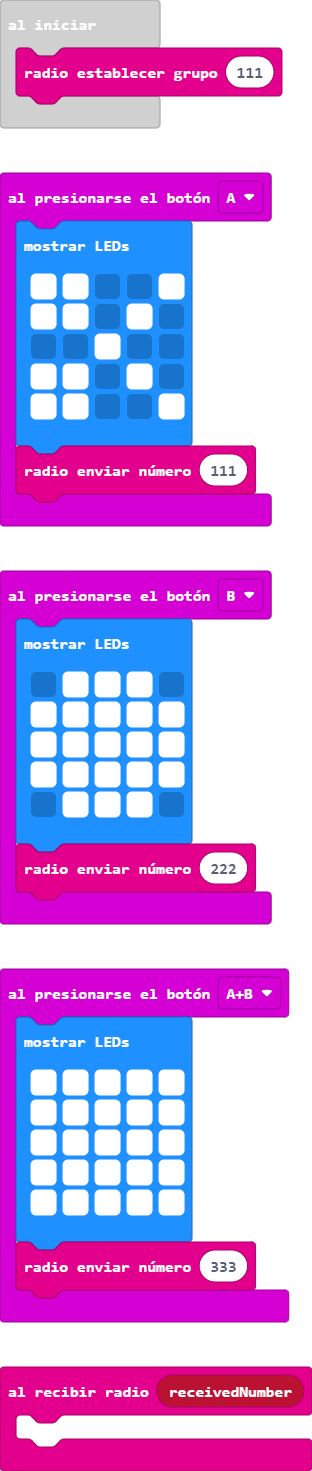 al iniciar
radio establecer grupo 111
al presionarse el botón A
mostrar LEDs
radio enviar número 111
al presionarse el botón B
mostrar LEDs
radio enviar número 222
al presionarse el botón A+B
mostrar LEDs
radio enviar número 333
al recibir radio receivedNumber